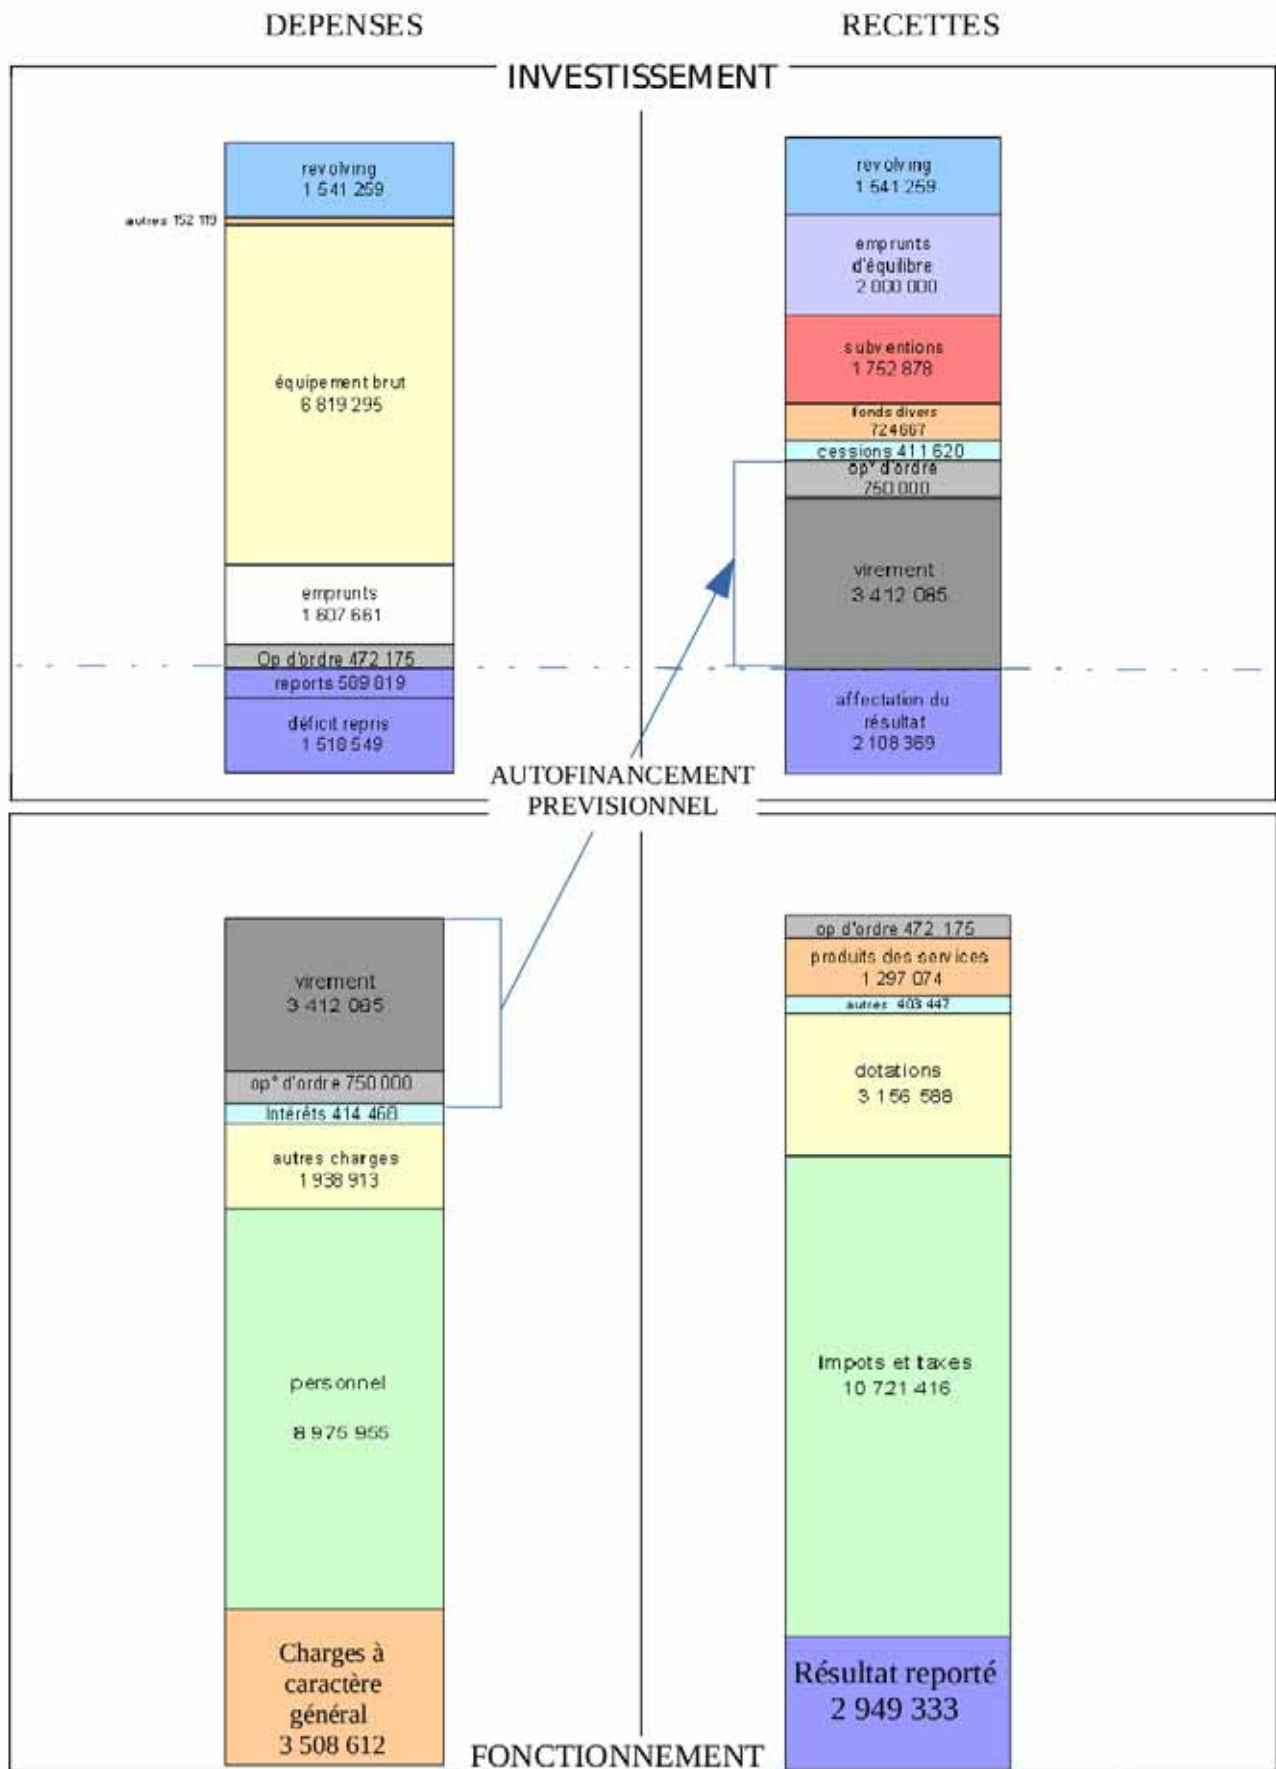 DEPENSES
RECETTES
INVESTISSEMENT
revolving
1 541 259
autres 152 119
équipement brut
6 819 295
emprunts
1 607 661
Op d'ordre 472 175
reports 589 819
déficit repris
1 518 549
revolving
1 541 259
emprunts
d'équilibre
2 000 000
subventions
1 752 878
fonds divers
724667
cessions 411 620
op° d'ordre
750 000
virement
3 412 085
affectation du
résultat
2 108 369
AUTOFINANCEMENT
PREVISIONNEL
virement
3 412 085
op° d'ordre 750 000
Intérêts 414 468
autres charges
1 938 913
personnel
8 975 955
Charges à
caractère
général
3 508 612
op d'ordre 472 175
produits des services
1 297 074
autres 403 447
dotations
3 156 588
Impots et taxes
10 721 416
Résultat reporté
2 949 333
FONCTIONNEMENT